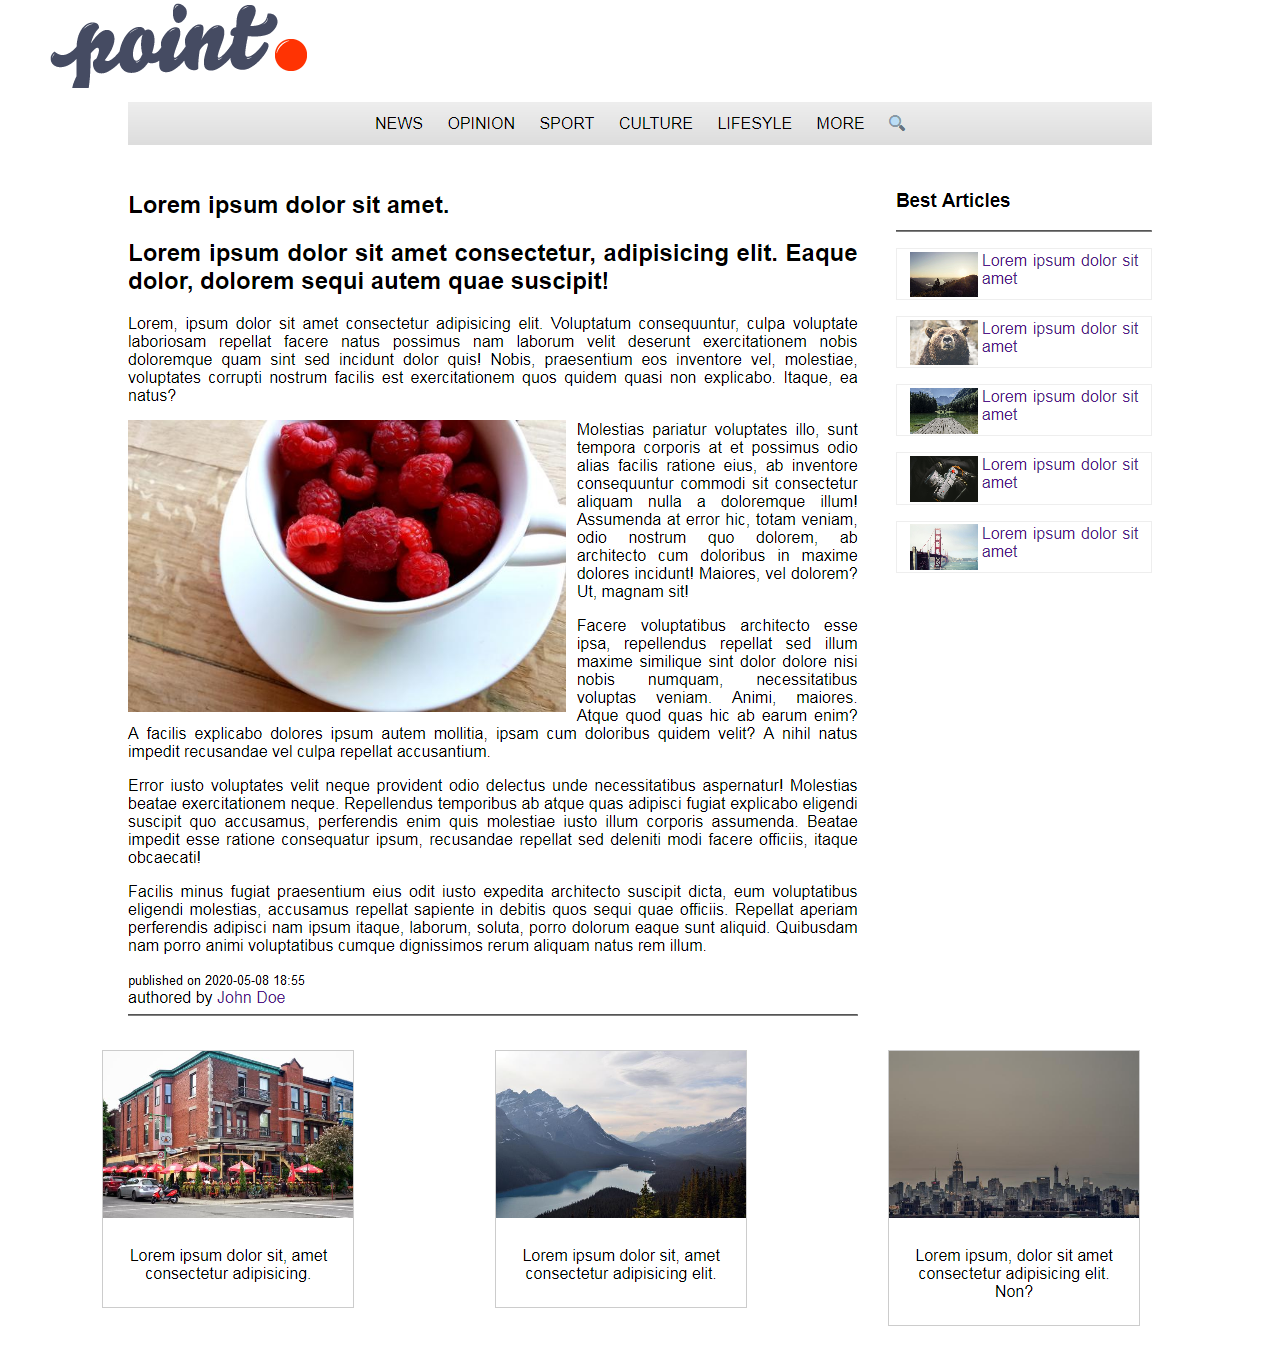 point.
NEWS OPINION SPORT CULTURE LIFESYLE MORE
Lorem ipsum dolor sit amet.
Lorem ipsum dolor sit amet consectetur, adipisicing elit. Eaque
dolor, dolorem sequi autem quae suscipit!
Lorem, ipsum dolor sit amet consectetur adipisicing elit. Voluptatum consequuntur, culpa voluptate
laboriosam repellat facere natus possimus nam laborum velit deserunt exercitationem nobis
doloremque quam sint sed incidunt dolor quis! Nobis, praesentium eos inventore vel, molestiae,
voluptates corrupti nostrum facilis est exercitationem quos quidem quasi non explicabo. Itaque, ea
natus?
Molestias pariatur voluptates illo, sunt
tempora corporis at et possimus odio
alias facilis ratione eius, ab inventore
consequuntur commodi sit consectetur
aliquam nulla a doloremque illum!
Assumenda at error hic, totam veniam,
odio nostrum quo dolorem, ab
architecto cum doloribus in maxime
dolores incidunt! Maiores, vel dolorem?
Ut, magnam sit!
Facere voluptatibus architecto esse
ipsa, repellendus repellat sed illum
maxime similique sint dolor dolore nisi
nobis numquam, necessitatibus
voluptas veniam. Animi, maiores.
Atque quod quas hic ab earum enim?
A facilis explicabo dolores ipsum autem mollitia, ipsam cum doloribus quidem velit? A nihil natus
impedit recusandae vel culpa repellat accusantium.
Error iusto voluptates velit neque provident odio delectus unde necessitatibus aspernatur! Molestias
beatae exercitationem neque. Repellendus temporibus ab atque quas adipisci fugiat explicabo eligendi
suscipit quo accusamus, perferendis enim quis molestiae iusto illum corporis assumenda. Beatae
impedit esse ratione consequatur ipsum, recusandae repellat sed deleniti modi facere officiis, itaque
obcaecati!
Facilis minus fugiat praesentium eius odit iusto expedita architecto suscipit dicta, eum voluptatibus
eligendi molestias, accusamus repellat sapiente in debitis quos sequi quae officiis. Repellat aperiam
perferendis adipisci nam ipsum itaque, laborum, soluta, porro dolorum eaque sunt aliquid. Quibusdam
nam porro animi voluptatibus cumque dignissimos rerum aliquam natus rem illum.
published on 2020-05-08 18:55
authored by John Doe
Best Articles
Lorem ipsum dolor sit
amet
Lorem ipsum dolor sit
amet
Lorem ipsum dolor sit
amet
Lorem ipsum dolor sit
amet
Lorem ipsum dolor sit
amet
Lorem ipsum dolor sit, amet
consectetur adipisicing.
Lorem ipsum dolor sit, amet
consectetur adipisicing elit.
Lorem ipsum, dolor sit amet
consectetur adipisicing elit.
Non?